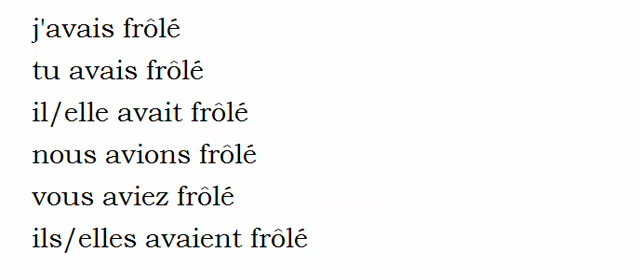 j'avais frôlé
tu avais frôlé
il/elle avait frôlé
nous avions frôlé
vous aviez frôlé
ils/elles avaient frôlé